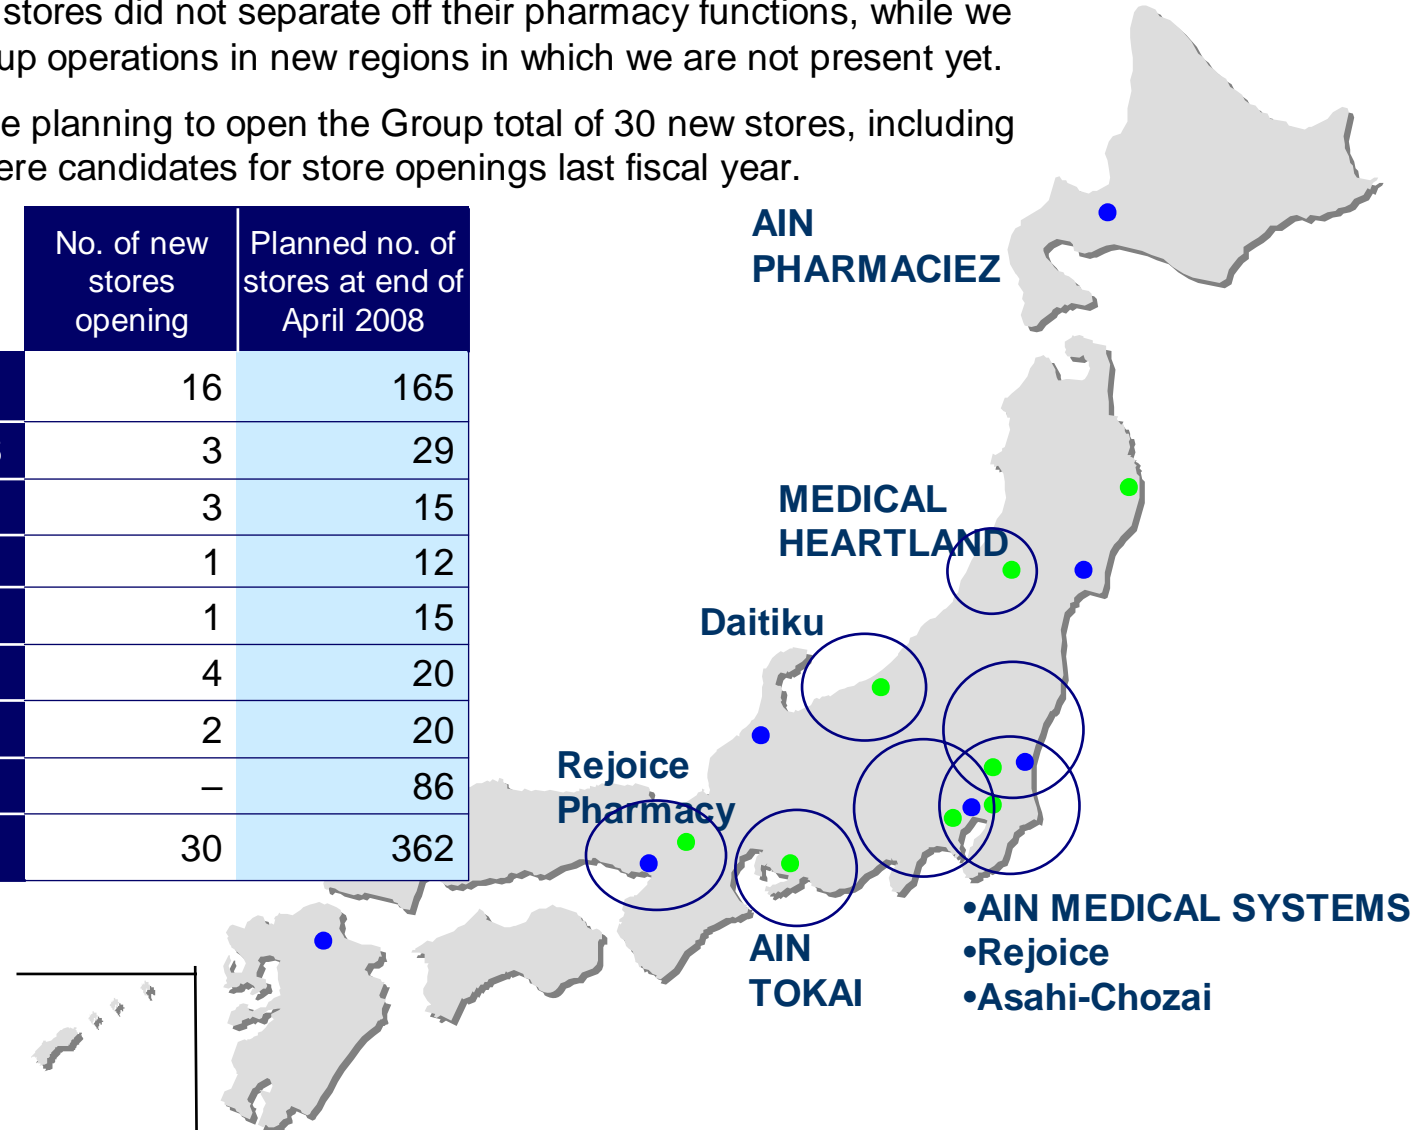 stores did not separate off their pharmacy functions, while we
up operations in new regions in which we are not present yet.
e planning to open the Group total of 30 new stores, including
ere candidates for store openings last fiscal year.
No. of new
stores
opening
Planned no. of
stores at end of
April 2008
16 165
3 29
3 15
1 12
1 15
4 20
2 20
– 86
30 362
AIN
PHARMACIEZ
MEDICAL
HEARTLAND
Daitiku
Rejoice
Pharmacy
AIN
TOKAI
•AIN MEDICAL SYSTEMS
•Rejoice
•Asahi-Chozai